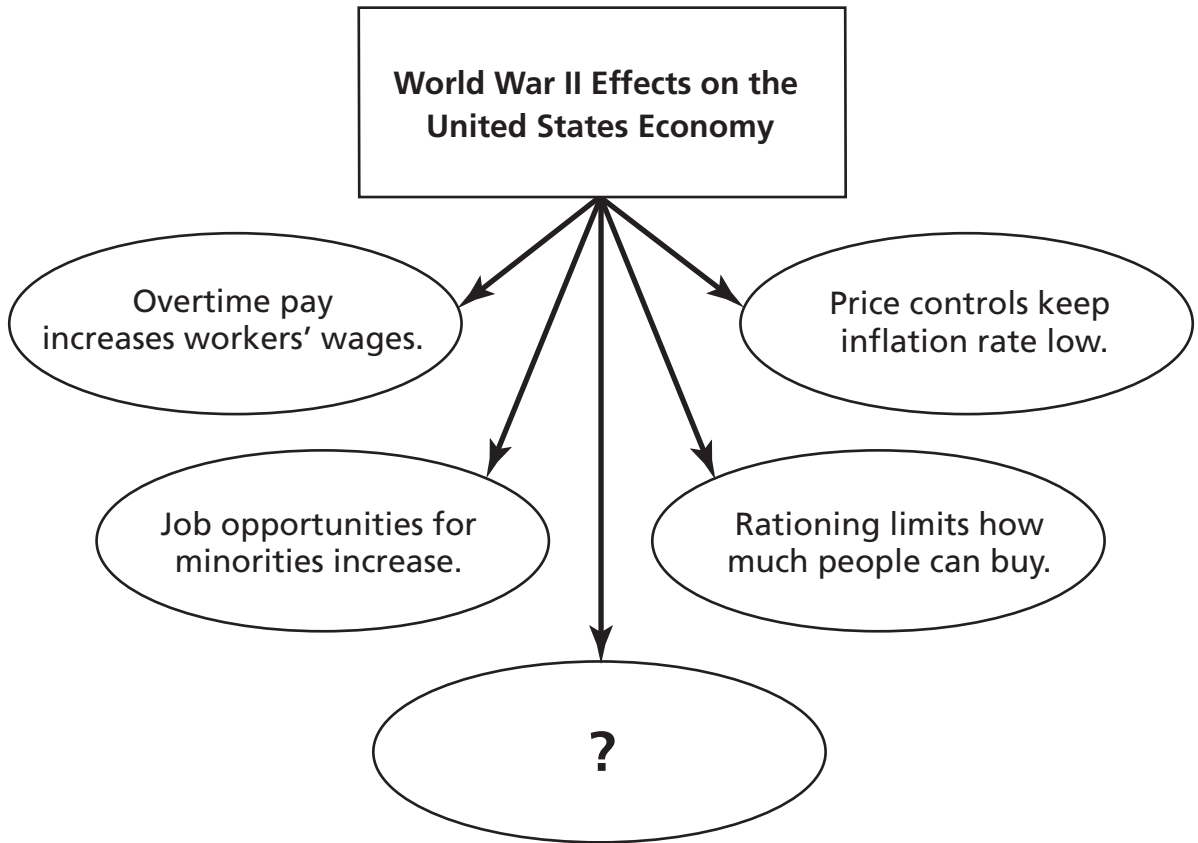 World War II Effects on the
United States Economy
Overtime pay
increases workers’ wages.
Price controls keep
inflation rate low.
Job opportunities for
minorities increase.
Rationing limits how
much people can buy.
?